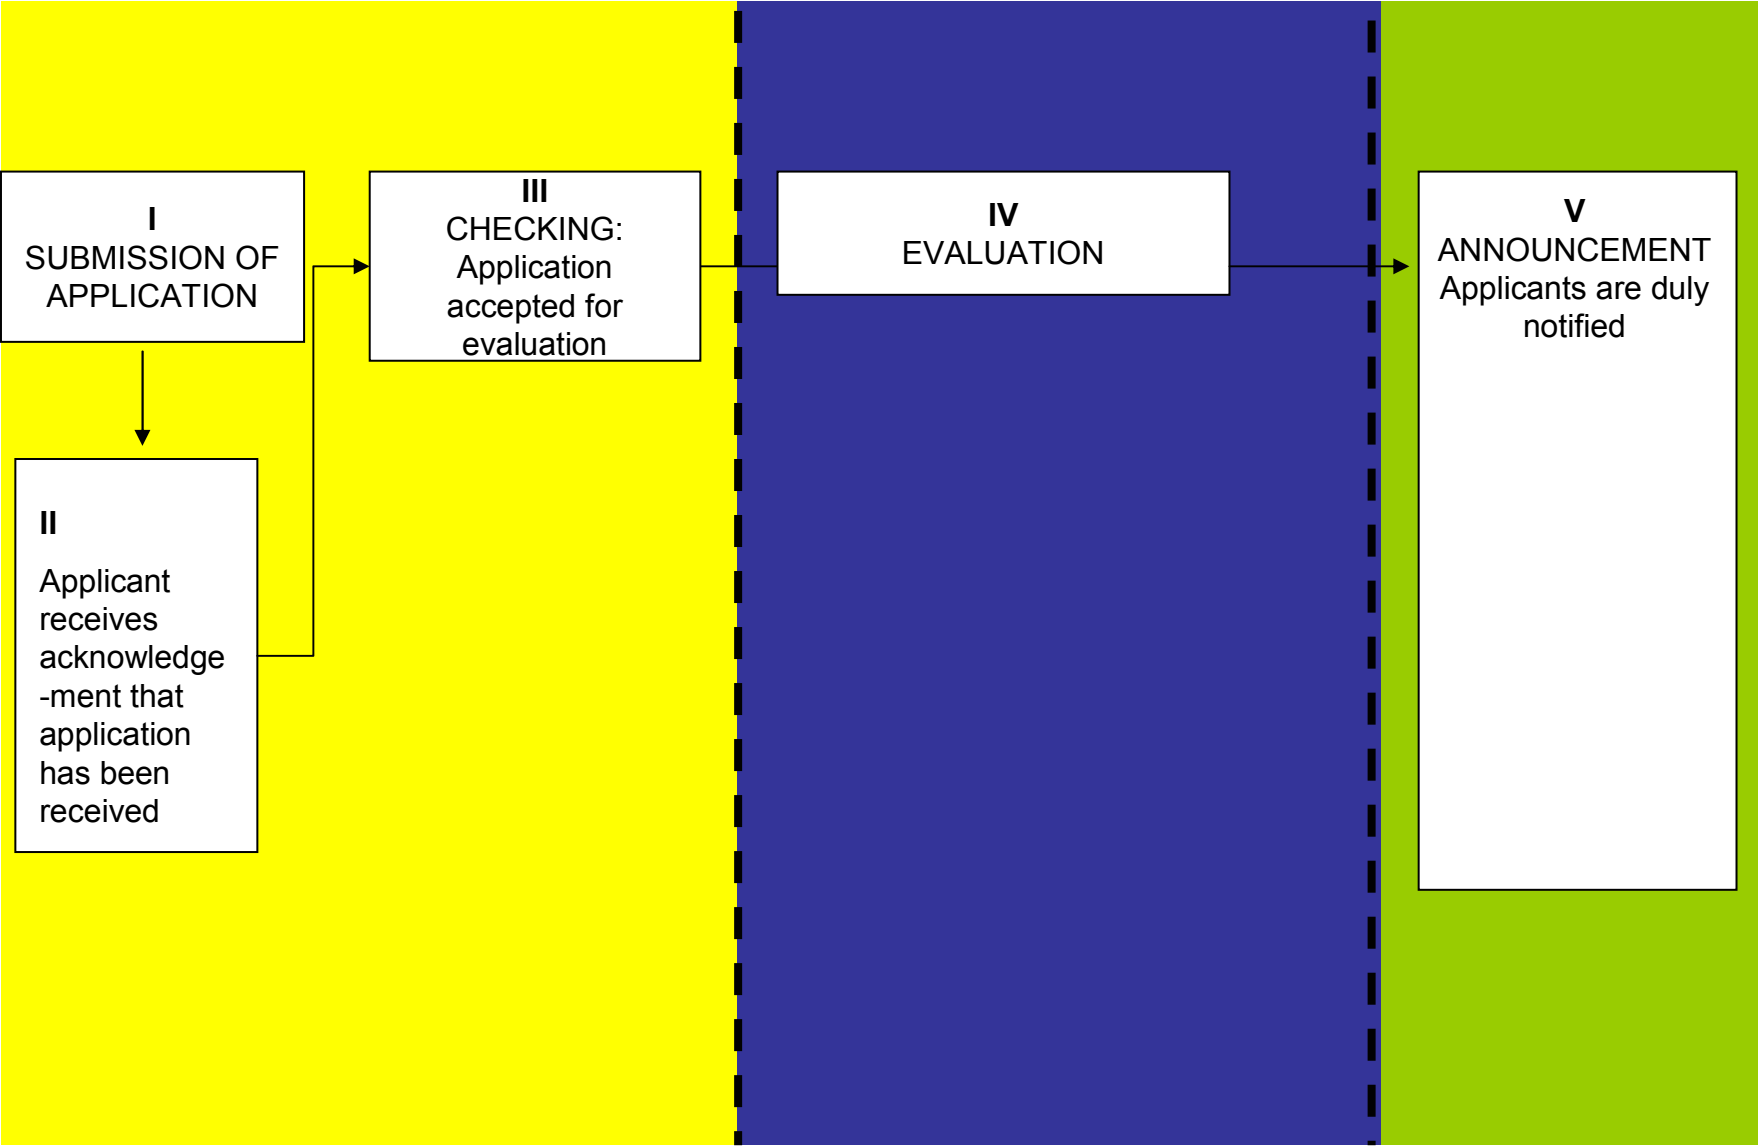 I
SUBMISSION OF
APPLICATION
II
Applicant
receives
acknowledge
-ment that
application
has been
received
III
CHECKING:
Application
accepted for
evaluation
IV
EVALUATION
V
ANNOUNCEMENT
Applicants are duly
notified